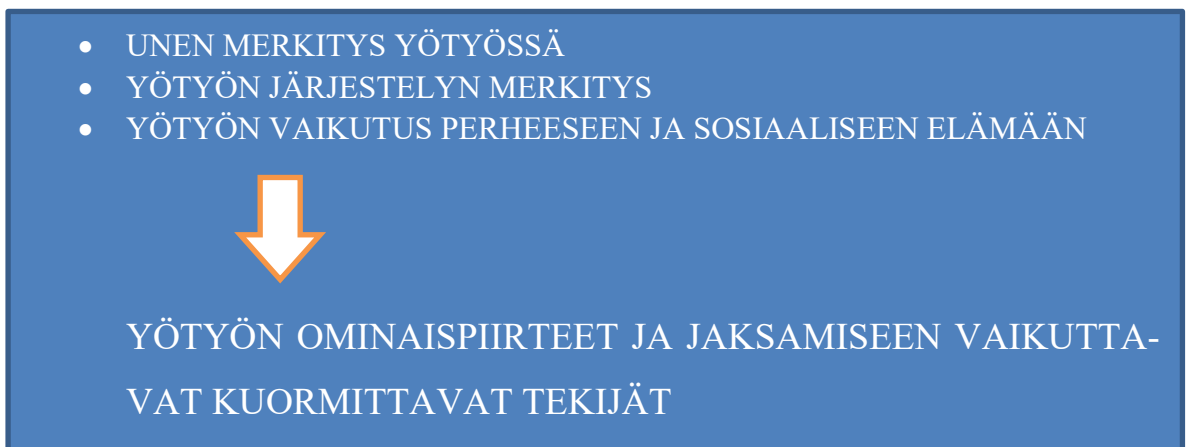 • UNEN MERKITYS YÖTYÖSSÄ
• YÖTYÖN JÄRJESTELYN MERKITYS
• YÖTYÖN VAIKUTUS PERHEESEEN JA SOSIAALISEEN ELÄMÄÄN
YÖTYÖN OMINAISPIIRTEET JA JAKSAMISEEN VAIKUTTA-
VAT KUORMITTAVAT TEKIJÄT